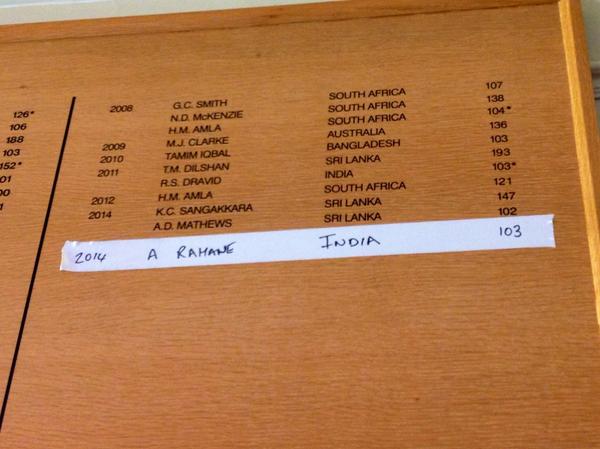 126*
106
188
103
152*
01
00
1
2008 G.C. SMITH SOUTH AFRICA 107
N.D. McKENZIE SOUTH AFRICA 138
H.M. AMLA SOUTH AFRICA 104*
2009 M.J. CLARKE AUSTRALIA 136
2010 TAMIM IQBAL BANGLADESH 103
2011 T.M. DILSHAN SRI LANKA 193
R.S. DRAVID INDIA 103*
2012 H.M. AMLA SOUTH AFRICA 121
2014 K.C. SANGAKKARA SRI LANKA 147
A.D. MATHEWS SRI LANKA 102
2014 A RAHANE INDIA 103